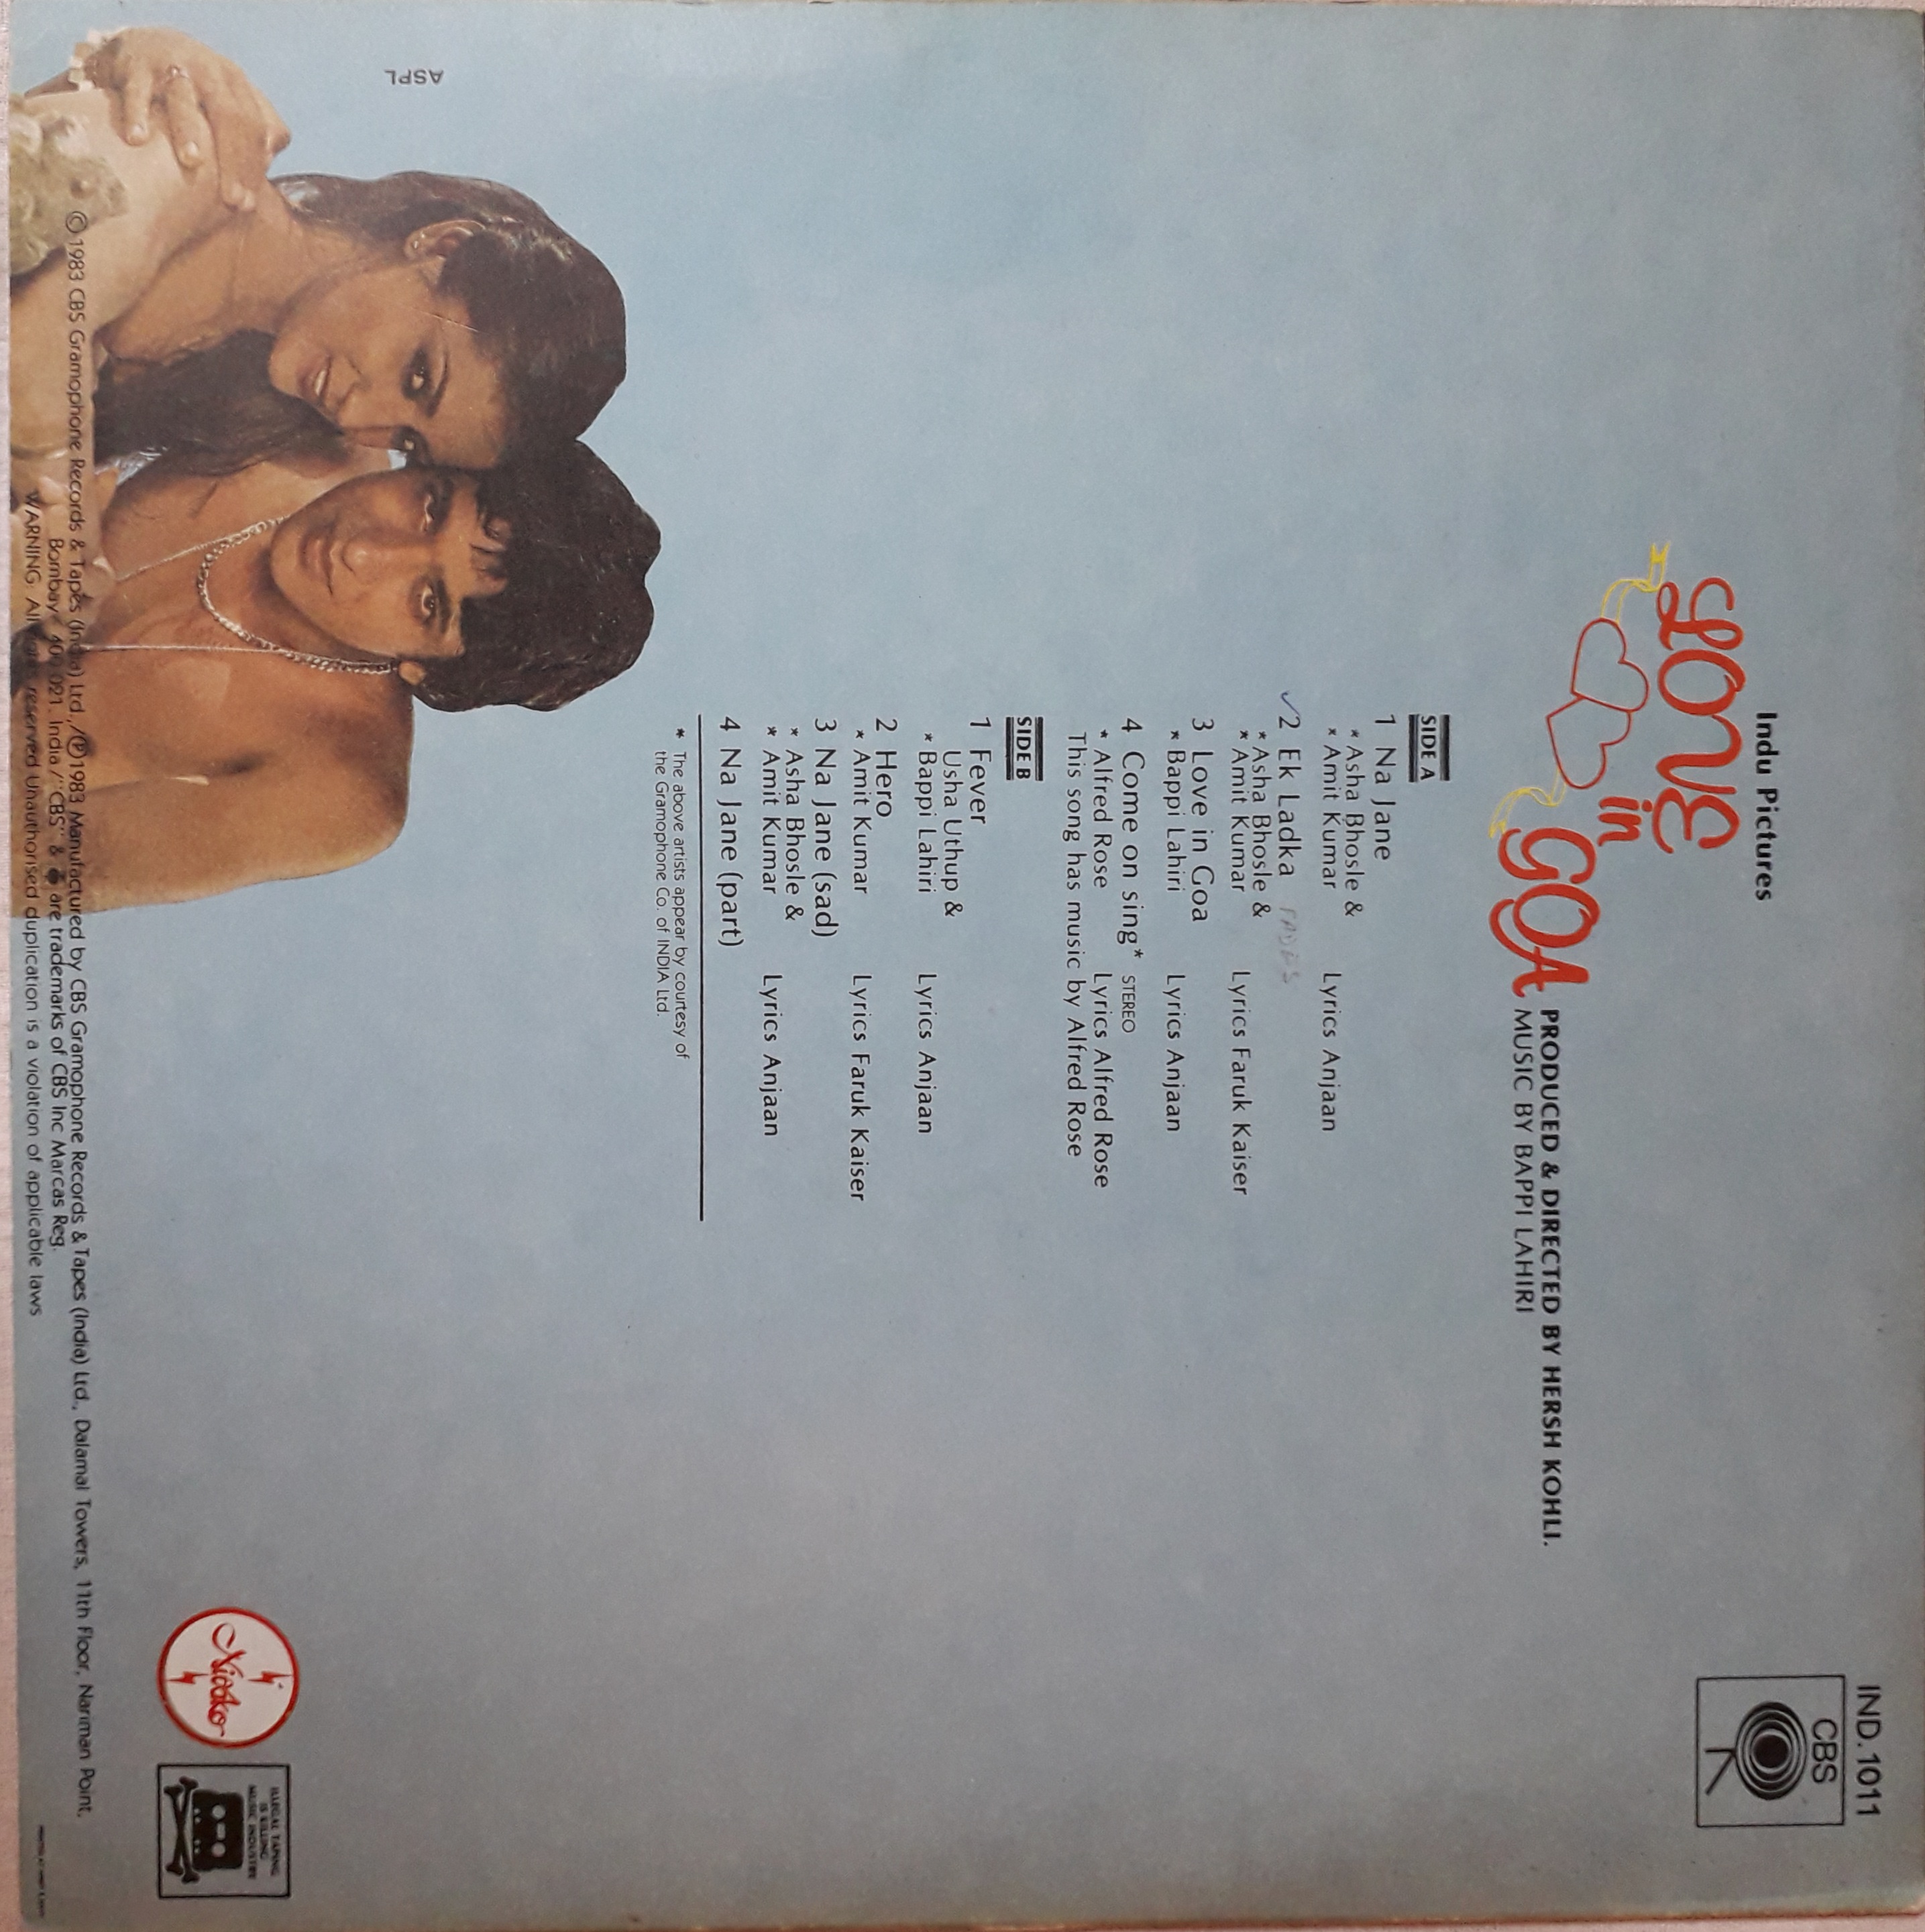 IND.1011
CBS
Indu Pictures
LOVE
in
GOA
PRODUCED & DIRECTED BY HERSH KOHLI.
MUSIC BY BAPPI LAHIRI
SIDE A
1 Na Jane
* Asha Bhosle &
* Amit Kumar Lyrics Anjaan
✓2 Ek Ladka FADES
* Asha Bhosle &
* Amit Kumar Lyrics Faruk Kaiser
3 Love in Goa
* Bappi Lahiri Lyrics Anjaan
4 Come on sing* STEREO
* Alfred Rose Lyrics Alfred Rose
This song has music by Alfred Rose
SIDE B
1 Fever
Usha Uthup &
* Bappi Lahiri Lyrics Anjaan
2 Hero
* Amit Kumar Lyrics Faruk Kaiser
3 Na Jane (sad)
* Asha Bhosle &
* Amit Kumar Lyrics Anjaan
4 Na Jane (part)
* The above artists appear by courtesy of
the Gramophone Co. of INDIA Ltd.
ASPL
ILLEGAL TAPING
IS KILLING
MUSIC INDUSTRY
© 1983 CBS Gramophone Records & Tapes (India) Ltd.,/℗1983 Manufactured by CBS Gramophone Records & Tapes (India) Ltd., Dalamal Towers, 11th Floor, Nariman Point,
Bombay 400 021. India / "CBS" & are trademarks of CBS Inc Marcas Reg.
WARNING: All rights reserved Unauthorised duplication is a violation of applicable laws